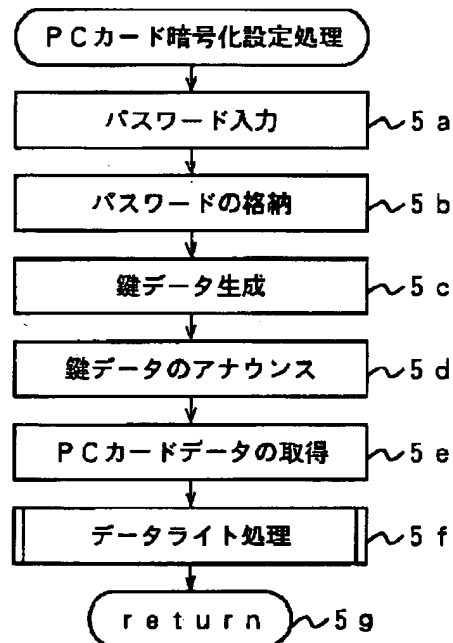 PCカード暗号化設定処理
パスワード入力 5a
パスワードの格納 5b
鍵データ生成 5c
鍵データのアナウンス 5d
PCカードデータの取得 5e
データライト処理 5f
return 5g